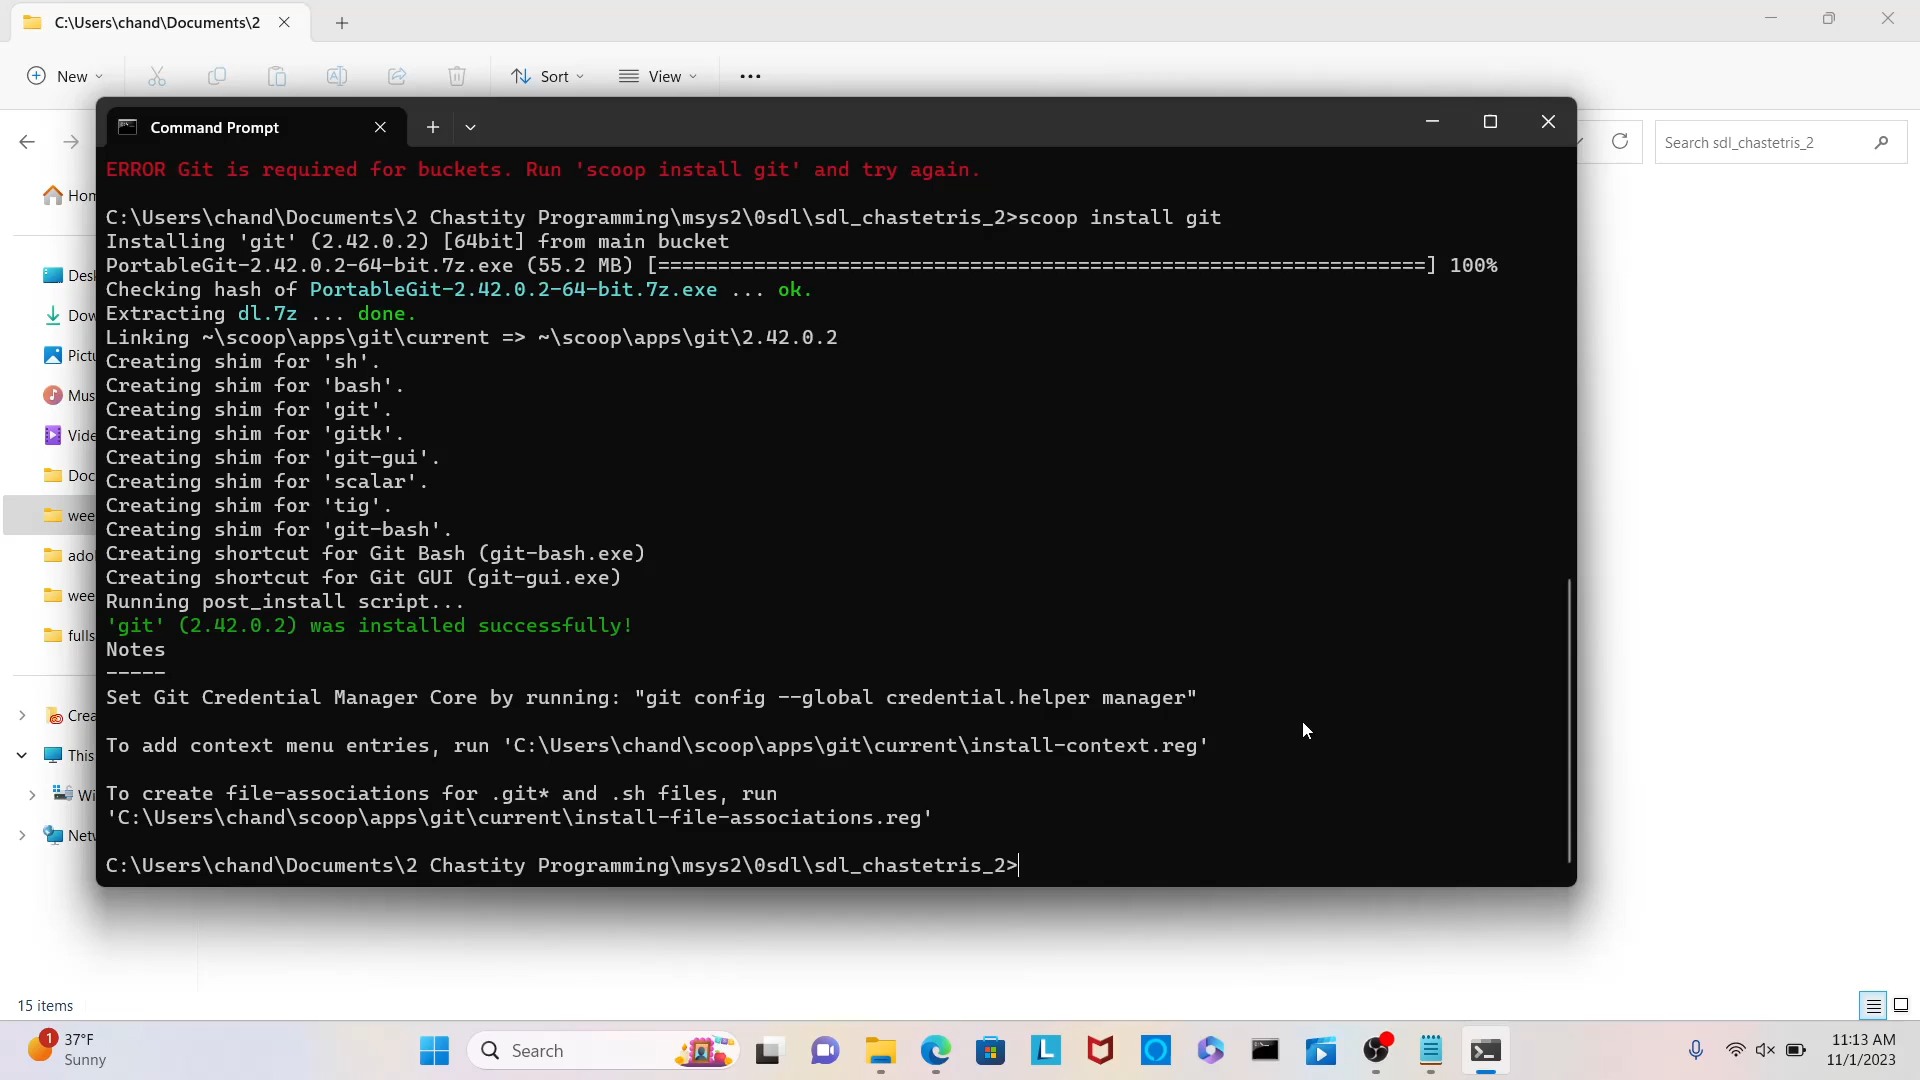 C:\Users\chand\Documents\2
New
Sort
View
Search sdl_chastetris_2
Command Prompt
ERROR Git is required for buckets. Run 'scoop install git' and try again.
C:\Users\chand\Documents\2 Chastity Programming\msys2\0sdl\sdl_chastetris_2>scoop install git
Installing 'git' (2.42.0.2) [64bit] from main bucket
PortableGit-2.42.0.2-64-bit.7z.exe (55.2 MB) [================================================================] 100%
Checking hash of PortableGit-2.42.0.2-64-bit.7z.exe ... ok.
Extracting dl.7z ... done.
Linking ~\scoop\apps\git\current => ~\scoop\apps\git\2.42.0.2
Creating shim for 'sh'.
Creating shim for 'bash'.
Creating shim for 'git'.
Creating shim for 'gitk'.
Creating shim for 'git-gui'.
Creating shim for 'scalar'.
Creating shim for 'tig'.
Creating shim for 'git-bash'.
Creating shortcut for Git Bash (git-bash.exe)
Creating shortcut for Git GUI (git-gui.exe)
Running post_install script...
'git' (2.42.0.2) was installed successfully!
Notes
-----
Set Git Credential Manager Core by running: "git config --global credential.helper manager"
To add context menu entries, run 'C:\Users\chand\scoop\apps\git\current\install-context.reg'
To create file-associations for .git* and .sh files, run
'C:\Users\chand\scoop\apps\git\current\install-file-associations.reg'
C:\Users\chand\Documents\2 Chastity Programming\msys2\0sdl\sdl_chastetris_2>
Hom
Desk
Dow
Pictu
Mus
Vide
Doc
wee
ado
wee
fulls
Crea
This
Wi
Netw
15 items
1
37°F
Sunny
Search
L
11:13 AM
11/1/2023